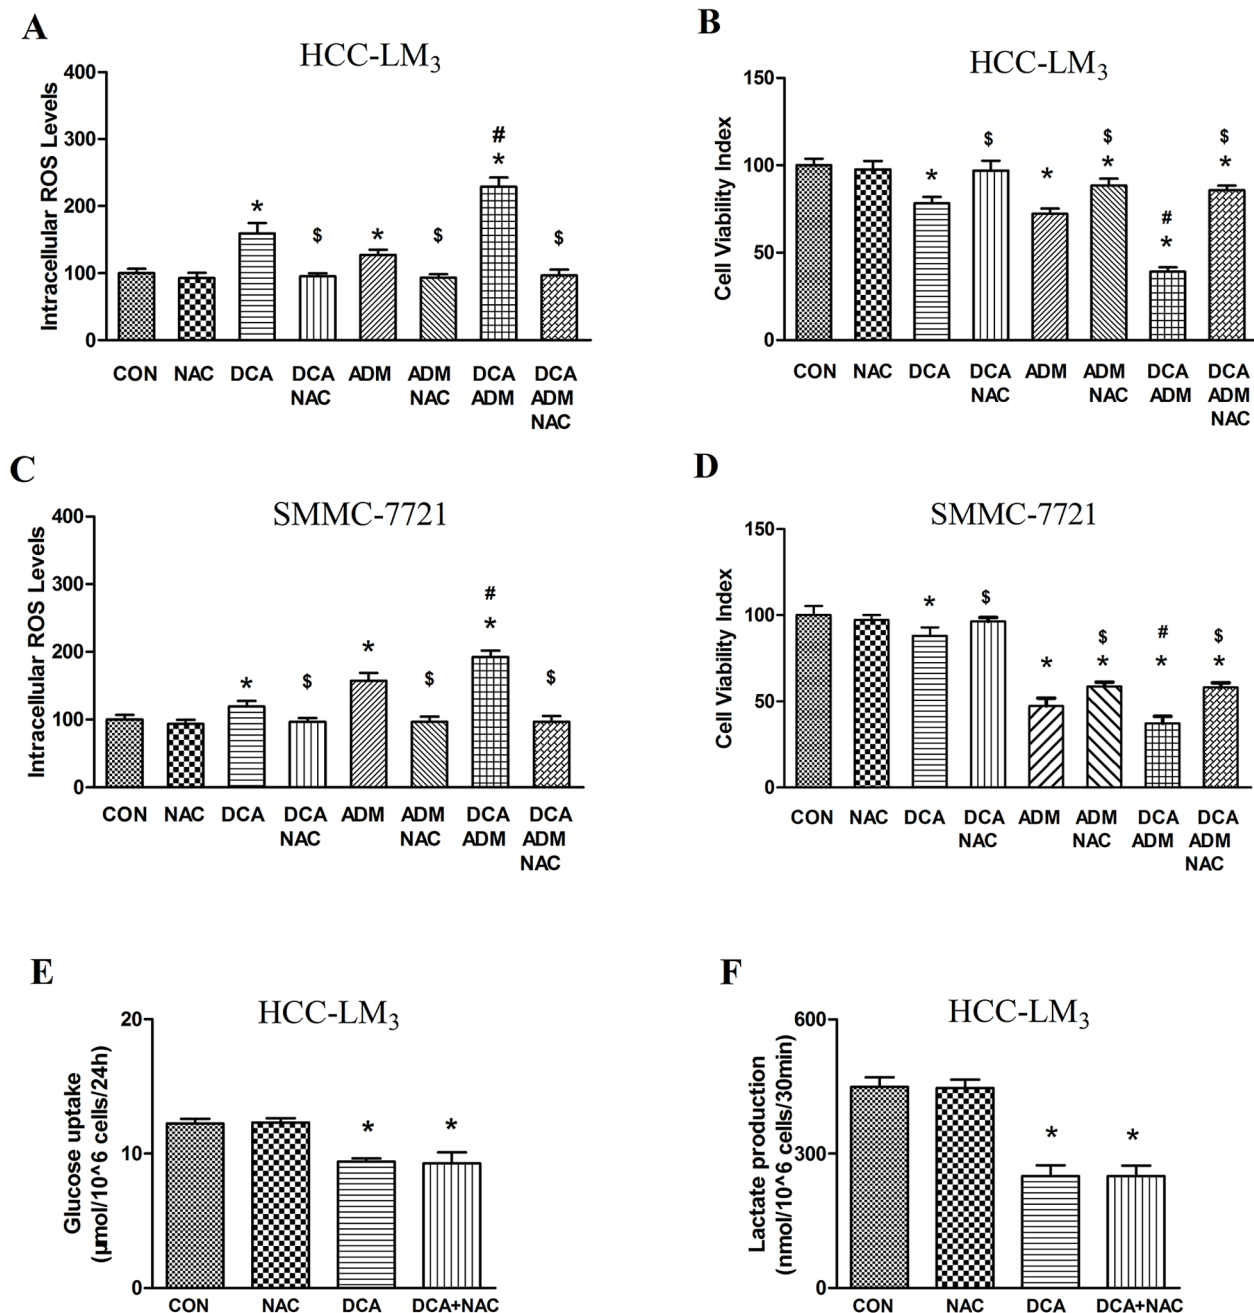 A
HCC-LM3
Intracellular ROS Levels
400
300
200
100
0
* $ * $ # * $
CON NAC DCA DCA NAC ADM ADM NAC DCA ADM DCA ADM NAC
B
HCC-LM3
Cell Viability Index
150
100
50
0
* $ * $ * # * $ *
CON NAC DCA DCA NAC ADM ADM NAC DCA ADM DCA ADM NAC
C
SMMC-7721
Intracellular ROS Levels
400
300
200
100
0
* $ * $ # * $
CON NAC DCA DCA NAC ADM ADM NAC DCA ADM DCA ADM NAC
D
SMMC-7721
Cell Viability Index
150
100
50
0
* $ * $ * # * $ *
CON NAC DCA DCA NAC ADM ADM NAC DCA ADM DCA ADM NAC
E
HCC-LM3
Glucose uptake
(µmol/10^6 cells/24h)
20
10
0
* *
CON NAC DCA DCA+NAC
F
HCC-LM3
Lactate production
(nmol/10^6 cells/30min)
600
300
0
* *
CON NAC DCA DCA+NAC